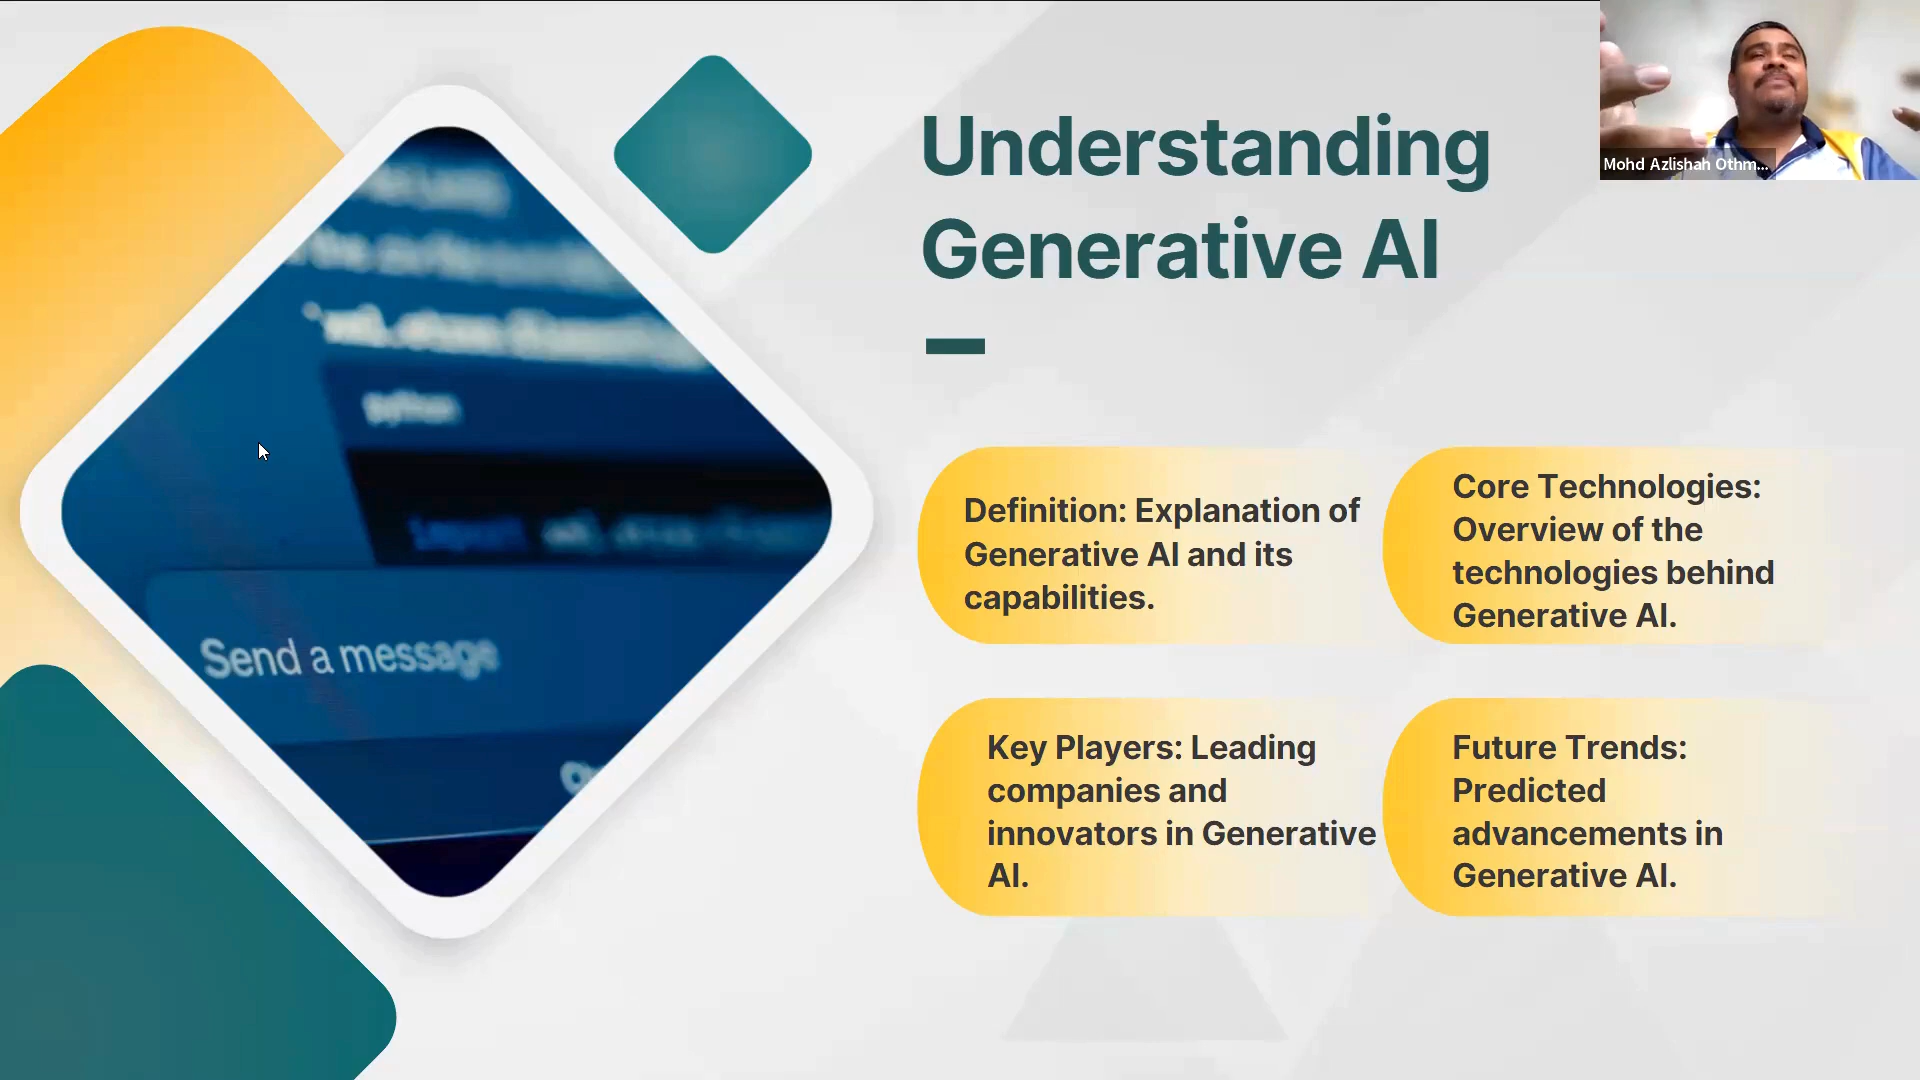 Understanding
Generative AI
Mohd Azlishah Othm...
python
Send a message
Definition: Explanation of
Generative AI and its
capabilities.
Core Technologies:
Overview of the
technologies behind
Generative AI.
Key Players: Leading
companies and
innovators in Generative
AI.
Future Trends:
Predicted
advancements in
Generative AI.